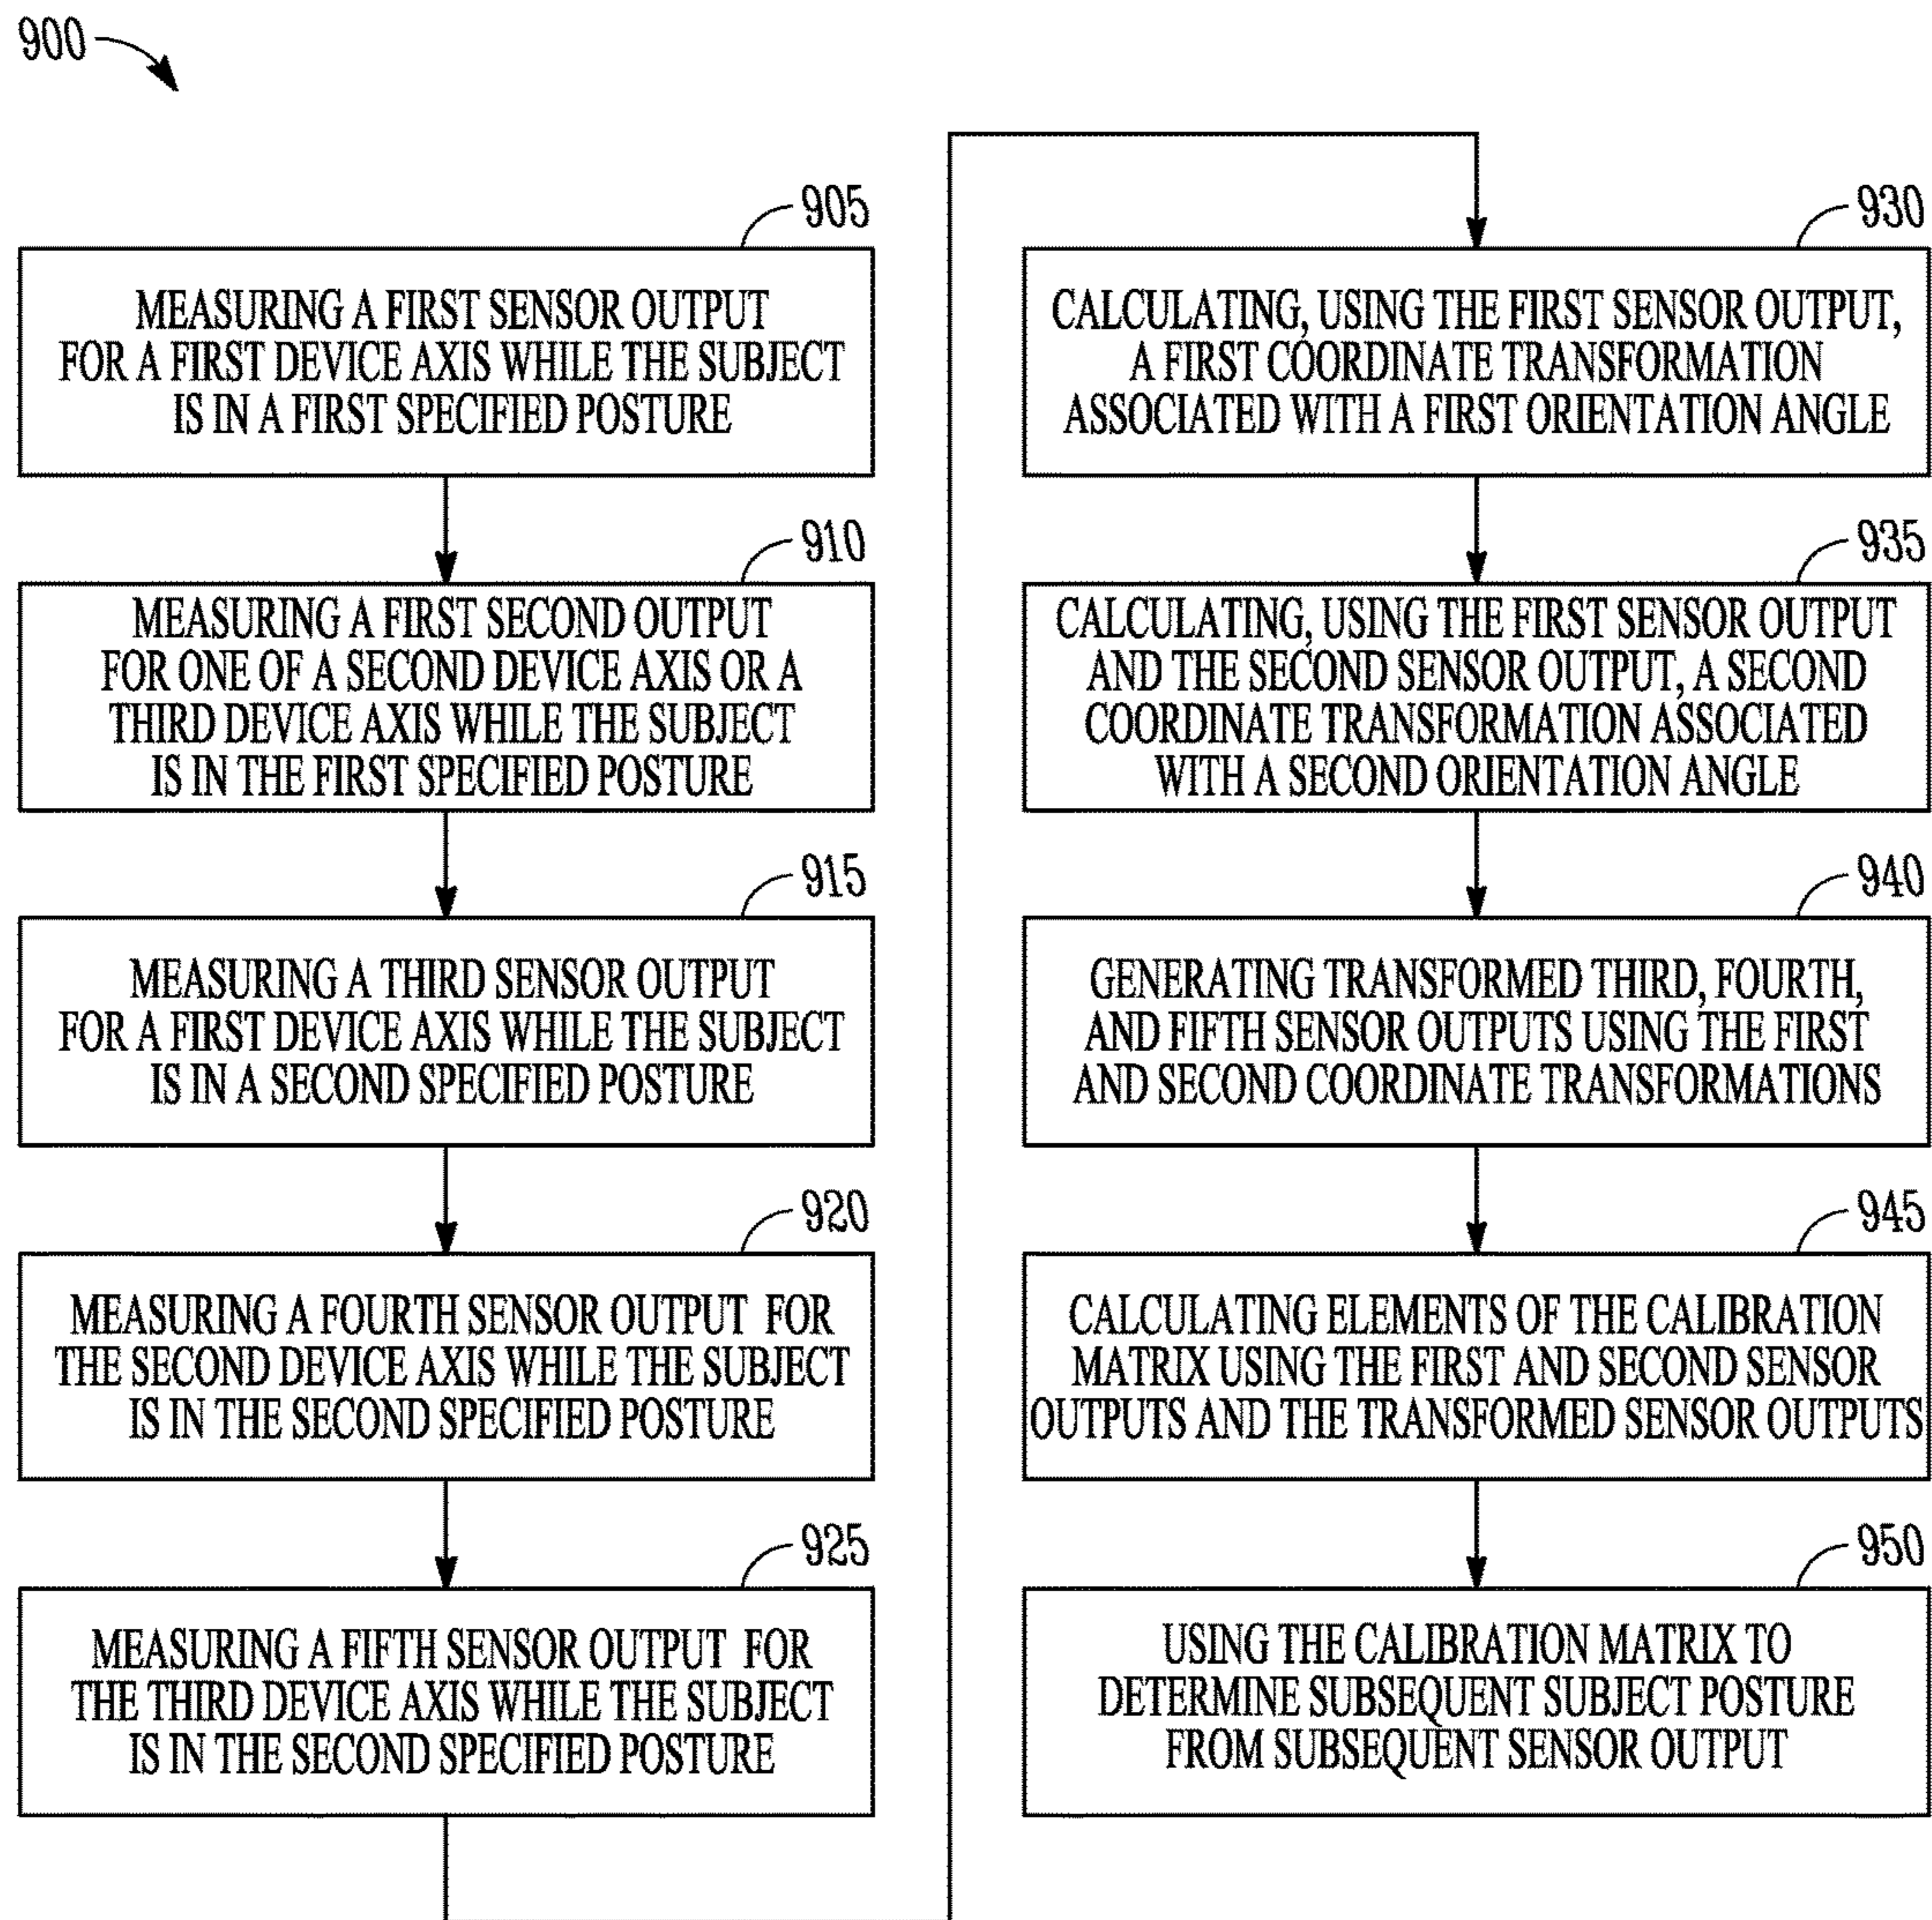 900
905
MEASURING A FIRST SENSOR OUTPUT
FOR A FIRST DEVICE AXIS WHILE THE SUBJECT
IS IN A FIRST SPECIFIED POSTURE
910
MEASURING A FIRST SECOND OUTPUT
FOR ONE OF A SECOND DEVICE AXIS OR A
THIRD DEVICE AXIS WHILE THE SUBJECT
IS IN THE FIRST SPECIFIED POSTURE
915
MEASURING A THIRD SENSOR OUTPUT
FOR A FIRST DEVICE AXIS WHILE THE SUBJECT
IS IN A SECOND SPECIFIED POSTURE
920
MEASURING A FOURTH SENSOR OUTPUT FOR
THE SECOND DEVICE AXIS WHILE THE SUBJECT
IS IN THE SECOND SPECIFIED POSTURE
925
MEASURING A FIFTH SENSOR OUTPUT FOR
THE THIRD DEVICE AXIS WHILE THE SUBJECT
IS IN THE SECOND SPECIFIED POSTURE
930
CALCULATING, USING THE FIRST SENSOR OUTPUT,
A FIRST COORDINATE TRANSFORMATION
ASSOCIATED WITH A FIRST ORIENTATION ANGLE
935
CALCULATING, USING THE FIRST SENSOR OUTPUT
AND THE SECOND SENSOR OUTPUT, A SECOND
COORDINATE TRANSFORMATION ASSOCIATED
WITH A SECOND ORIENTATION ANGLE
940
GENERATING TRANSFORMED THIRD, FOURTH,
AND FIFTH SENSOR OUTPUTS USING THE FIRST
AND SECOND COORDINATE TRANSFORMATIONS
945
CALCULATING ELEMENTS OF THE CALIBRATION
MATRIX USING THE FIRST AND SECOND SENSOR
OUTPUTS AND THE TRANSFORMED SENSOR OUTPUTS
950
USING THE CALIBRATION MATRIX TO
DETERMINE SUBSEQUENT SUBJECT POSTURE
FROM SUBSEQUENT SENSOR OUTPUT